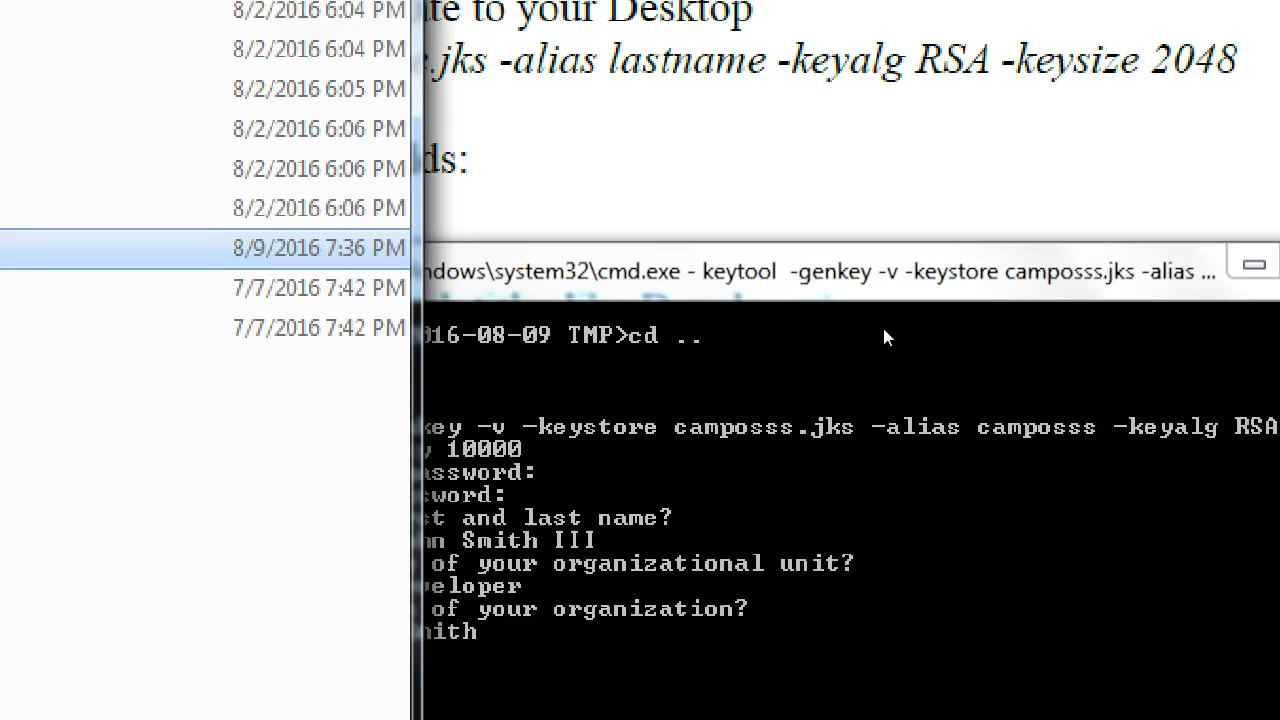 8/2/2016 6:04 PM
8/2/2016 6:04 PM
8/2/2016 6:05 PM
8/2/2016 6:06 PM
8/2/2016 6:06 PM
8/2/2016 6:06 PM
8/9/2016 7:36 PM
7/7/2016 7:42 PM
7/7/2016 7:42 PM
te to your Desktop
.jks -alias lastname -keyalg RSA -keysize 2048
ds:
ndows\system32\cmd.exe - keytool -genkey -v -keystore camposss.jks -alias ...
16-08-09 TMP>cd ..
key -v -keystore camposss.jks -alias camposss -keyalg RSA
10000
assword:
word:
st and last name?
nn Smith III
of your organizational unit?
veloper
of your organization?
mith